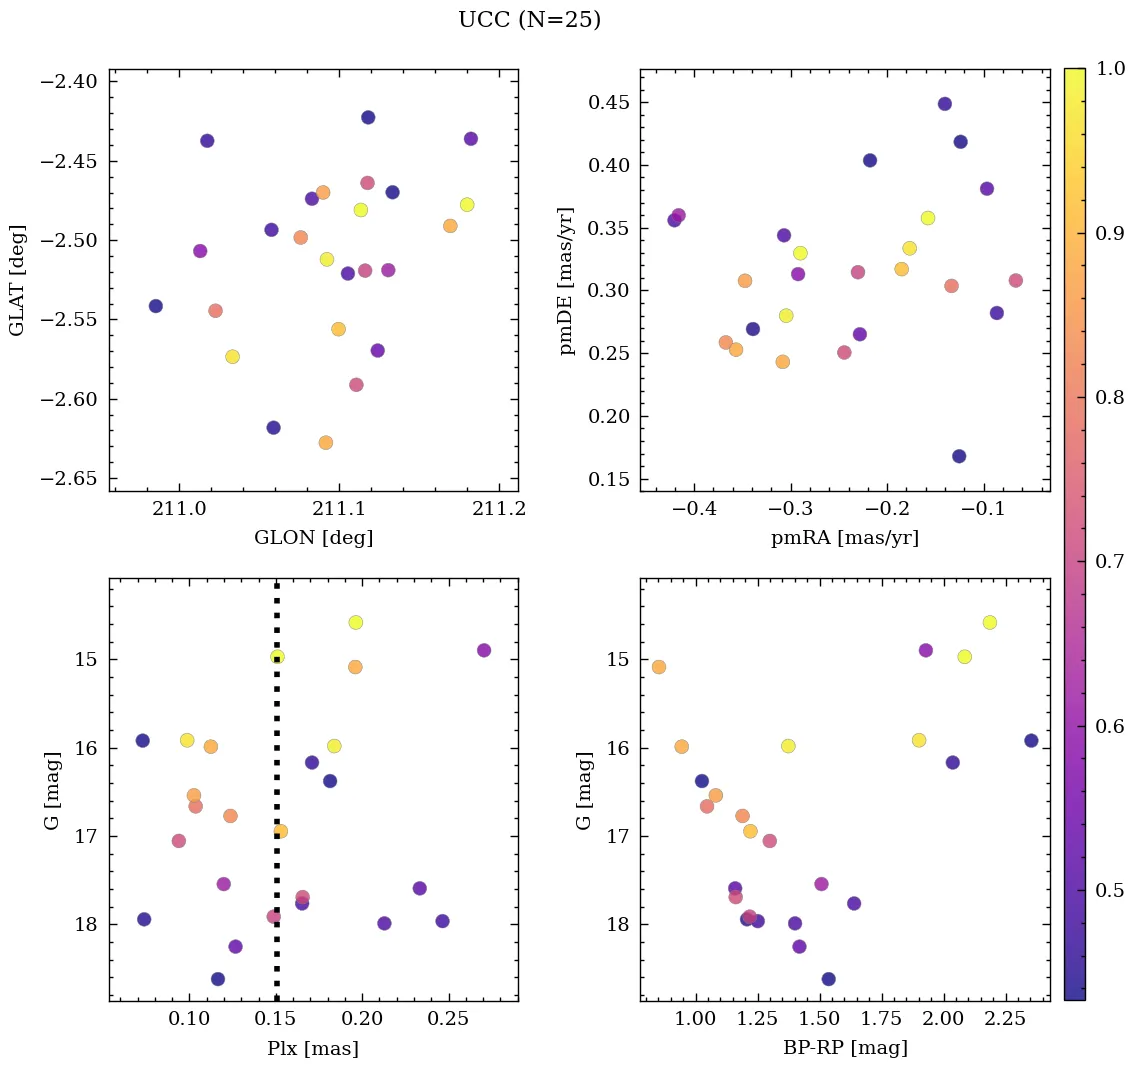 UCC (N=25)
−2.40
−2.45
−2.50
−2.55
−2.60
−2.65
GLAT [deg]
211.0 211.1 211.2
GLON [deg]
0.45
0.40
0.35
0.30
0.25
0.20
0.15
pmDE [mas/yr]
−0.4 −0.3 −0.2 −0.1
pmRA [mas/yr]
1.0
0.9
0.8
0.7
0.6
0.5
15
16
17
18
G [mag]
0.10 0.15 0.20 0.25
Plx [mas]
15
16
17
18
G [mag]
1.00 1.25 1.50 1.75 2.00 2.25
BP-RP [mag]